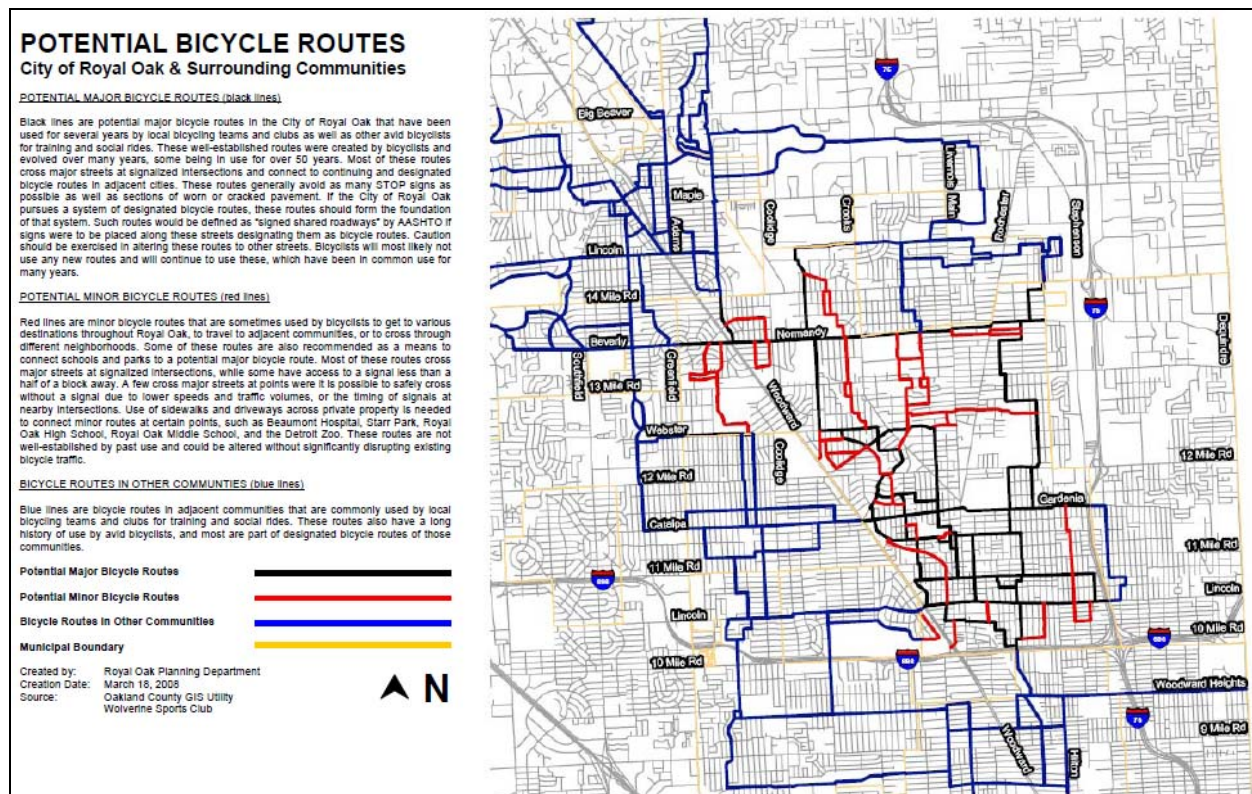 POTENTIAL BICYCLE ROUTES
City of Royal Oak & Surrounding Communities
POTENTIAL MAJOR BICYCLE ROUTES (black lines)
Black lines are potential major bicycle routes in the City of Royal Oak that have been
used for several years by local bicycling teams and clubs as well as other avid bicyclists
for training and social rides. These well-established routes were created by bicyclists and
evolved over many years, some being in use for over 50 years. Most of these routes
cross major streets at signalized intersections and connect to continuing and designated
bicycle routes in adjacent cities. These routes generally avoid as many STOP signs as
possible as well as sections of worn or cracked pavement. If the City of Royal Oak
pursues a system of designated bicycle routes, these routes should form the foundation
of that system. Such routes would be defined as "signed shared roadways" by AASHTO if
signs were to be placed along these streets designating them as bicycle routes. Caution
should be exercised in altering these routes to other streets. Bicyclists will most likely not
use any new routes and will continue to use these, which have been in common use for
many years.
POTENTIAL MINOR BICYCLE ROUTES (red lines)
Red lines are minor bicycle routes that are sometimes used by bicyclists to get to various
destinations throughout Royal Oak, to travel to adjacent communities, or to cross through
different neighborhoods. Some of these routes are also recommended as a means to
connect schools and parks to a potential major bicycle route. Most of these routes cross
major streets at signalized intersections, while some have access to a signal less than a
half of a block away. A few cross major streets at points were it is possible to safely cross
without a signal due to lower speeds and traffic volumes, or the timing of signals at
nearby intersections. Use of sidewalks and driveways across private property is needed
to connect minor routes at certain points, such as Beaumont Hospital, Starr Park, Royal
Oak High School, Royal Oak Middle School, and the Detroit Zoo. These routes are not
well-established by past use and could be altered without significantly disrupting existing
bicycle traffic.
BICYCLE ROUTES IN OTHER COMMUNTIES (blue lines)
Blue lines are bicycle routes in adjacent communities that are commonly used by local
bicycling teams and clubs for training and social rides. These routes also have a long
history of use by avid bicyclists, and most are part of designated bicycle routes of those
communities.
Potential Major Bicycle Routes
Potential Minor Bicycle Routes
Bicycle Routes in Other Communities
Municipal Boundary
Created by: Royal Oak Planning Department
Creation Date: March 18, 2008
Source: Oakland County GIS Utility
Wolverine Sports Club
N
75
Big Beaver
Livernois
Main
Maple
Adams
Coolidge
Crooks
Rochester
Stephenson
Lincoln
14 Mile Rd
75
Normandy
Dequindre
Beverly
Southfield
Greenfield
13 Mile Rd
Woodward
Webster
Coolidge
12 Mile Rd
12 Mile Rd
Gardenia
Catalpa
11 Mile Rd
11 Mile Rd
696
Lincoln
Lincoln
10 Mile Rd
696
10 Mile Rd
696
Woodward Heights
75
9 Mile Rd
Woodward
Hilton